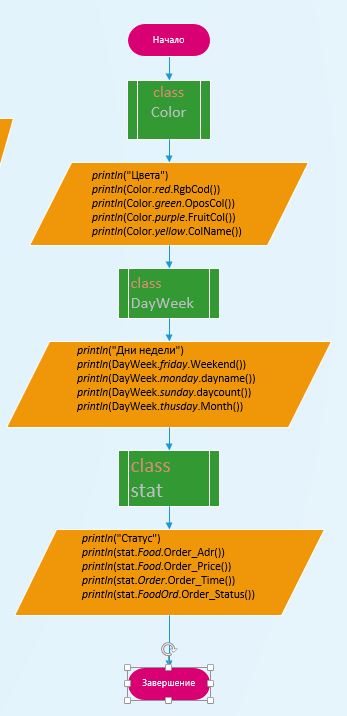 Начало
class
Color
println("Цвета")
println(Color.red.RgbCod())
println(Color.green.OposCol())
println(Color.purple.FruitCol())
println(Color.yellow.ColName())
class
DayWeek
println("Дни недели")
println(DayWeek.friday.Weekend())
println(DayWeek.monday.dayname())
println(DayWeek.sunday.daycount())
println(DayWeek.thusday.Month())
class
stat
println("Статус")
println(stat.Food.Order_Adr())
println(stat.Food.Order_Price())
println(stat.Order.Order_Time())
println(stat.FoodOrd.Order_Status())
Завершение